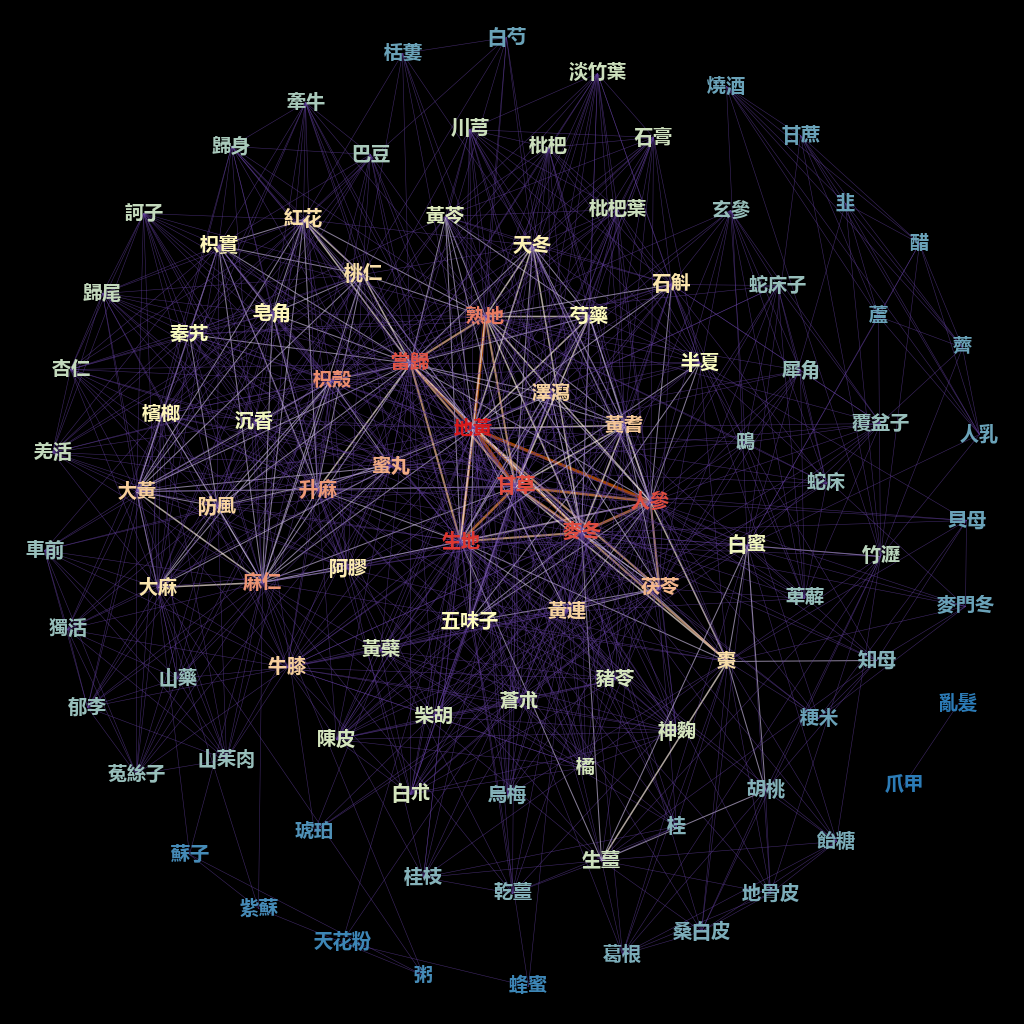 白芍
栝蔞
淡竹葉
燒酒
牽牛
川芎
甘蔗
石膏
枇杷
歸身
巴豆
韭
枇杷葉
玄參
訶子
黃芩
紅花
醋
枳實
天冬
桃仁
石斛
蛇床子
歸尾
皂角
蘆
熟地
芍藥
秦艽
薺
當歸
半夏
杏仁
犀角
枳殼
澤瀉
檳榔
沉香
覆盆子
黃耆
地黃
人乳
鴟
羌活
蜜丸
蛇床
甘草
大黃
升麻
人參
防風
貝母
麥冬
生地
白蜜
車前
竹瀝
阿膠
麻仁
大麻
茯苓
萆薢
麥門冬
黃連
五味子
獨活
黃蘗
棗
知母
牛膝
山藥
豬苓
蒼朮
亂髮
郁李
柴胡
粳米
神麴
陳皮
山茱肉
橘
菟絲子
爪甲
胡桃
白朮
烏梅
桂
琥珀
飴糖
蘇子
生薑
桂枝
乾薑
地骨皮
紫蘇
桑白皮
天花粉
葛根
粥
蜂蜜